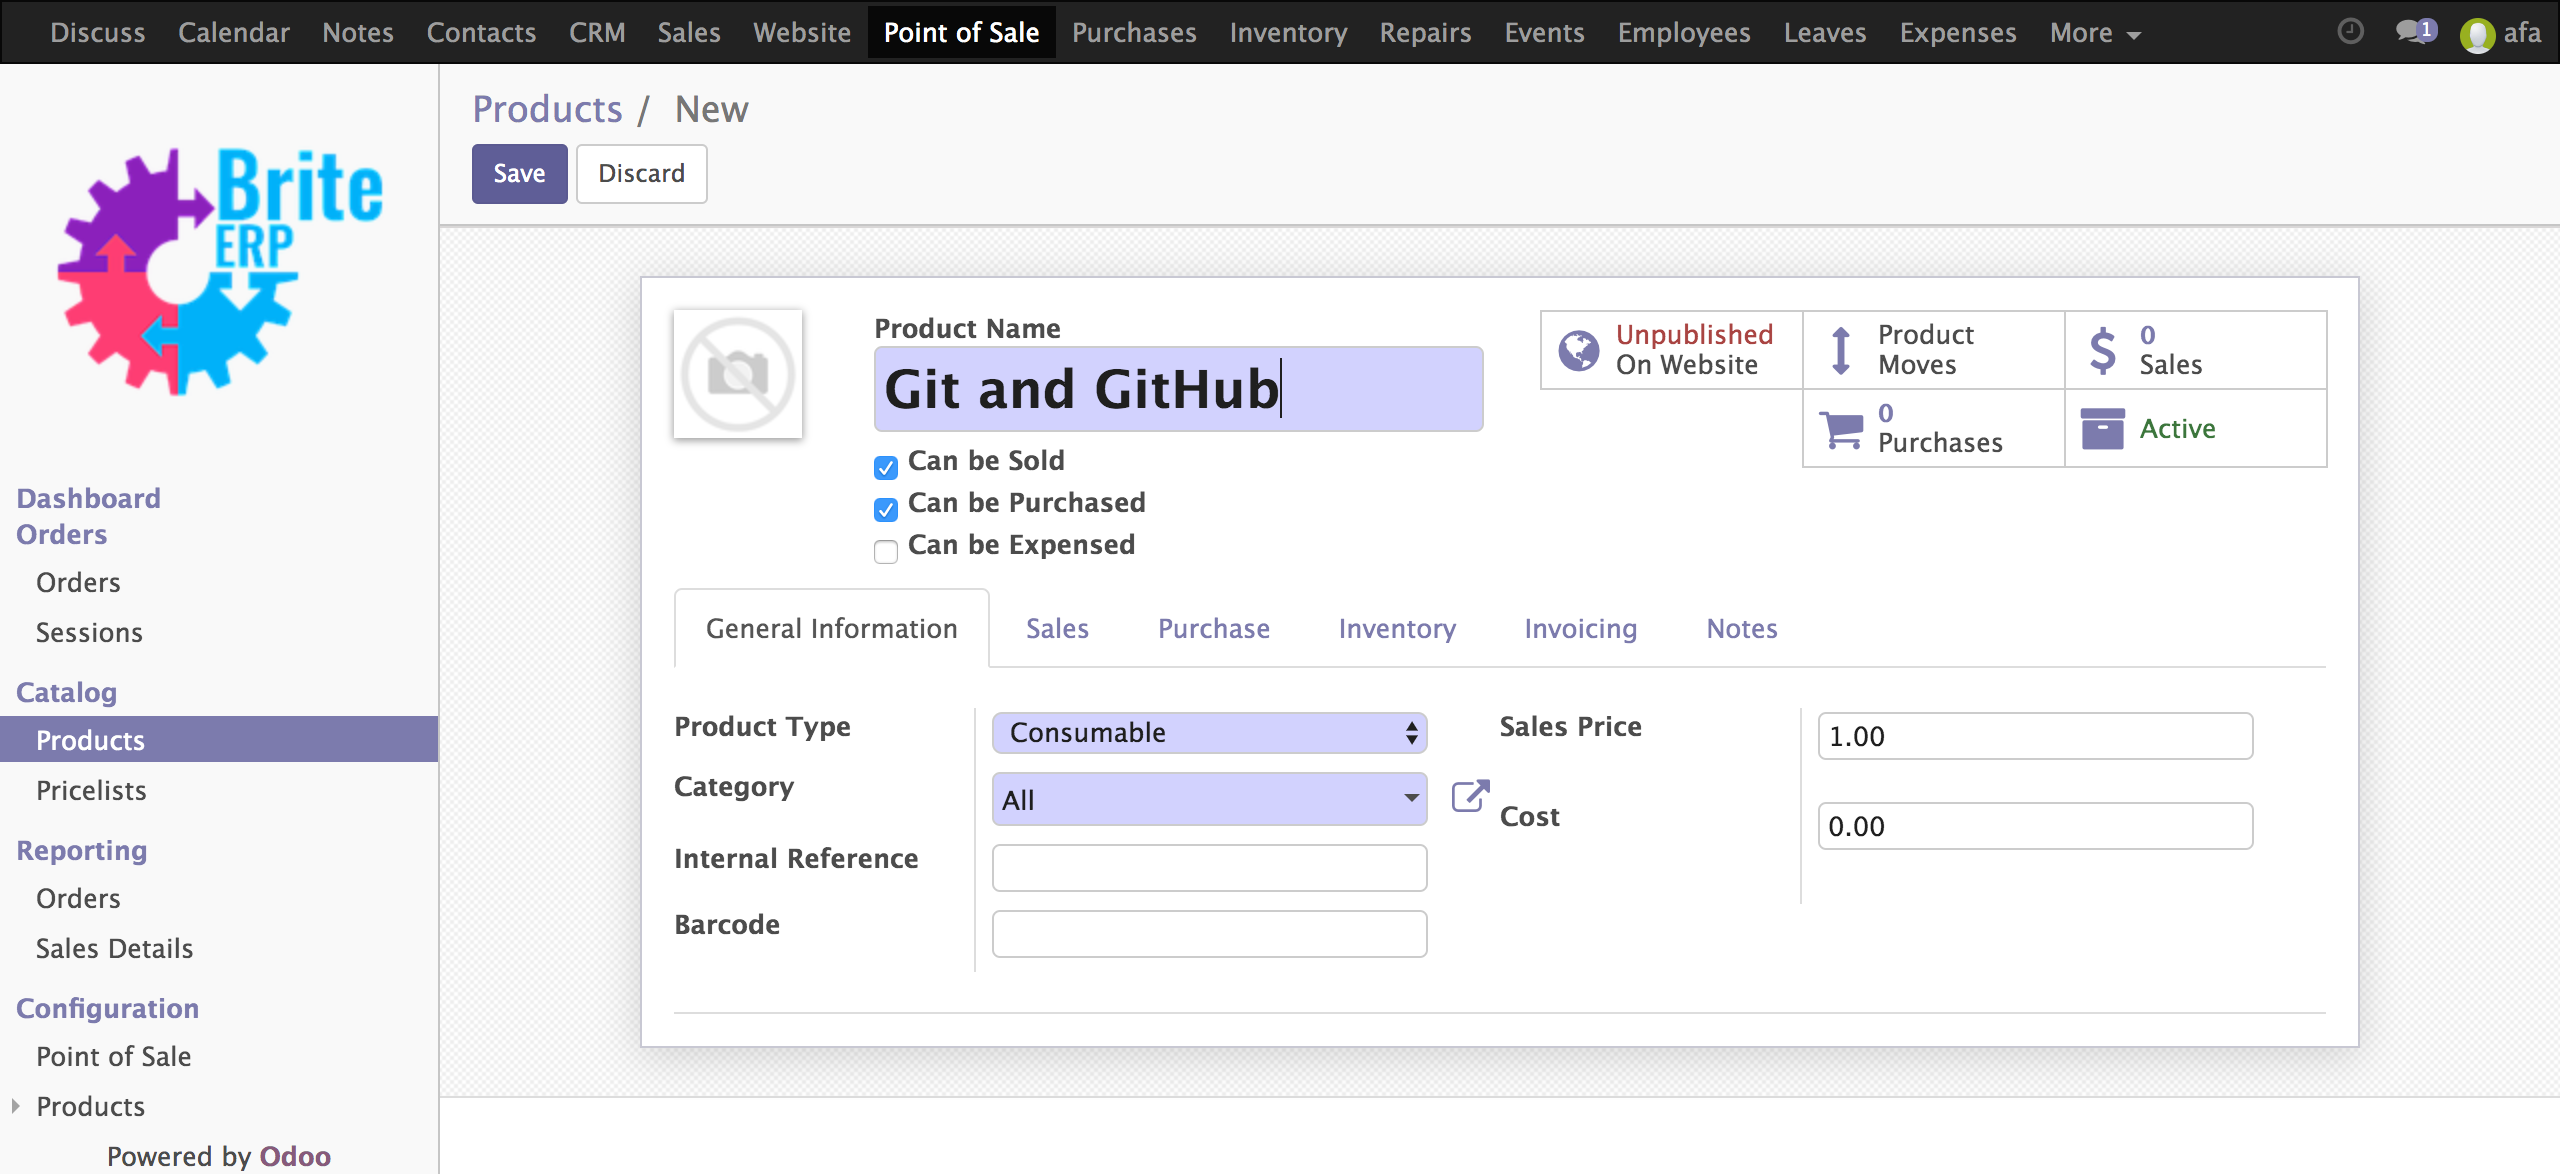 Discuss Calendar Notes Contacts CRM Sales Website Point of Sale Purchases Inventory Repairs Events Employees Leaves Expenses More 1 afa
Brite
ERP
Dashboard
Orders
Orders
Sessions
Catalog
Products
Pricelists
Reporting
Orders
Sales Details
Configuration
Point of Sale
Products
Powered by Odoo
Products / New
Save Discard
Product Name
Git and GitHub
Can be Sold
Can be Purchased
Can be Expensed
Unpublished
On Website
Product
Moves
0
Sales
0
Purchases
Active
General Information Sales Purchase Inventory Invoicing Notes
Product Type Consumable
Category All
Internal Reference
Barcode
Sales Price 1.00
Cost 0.00